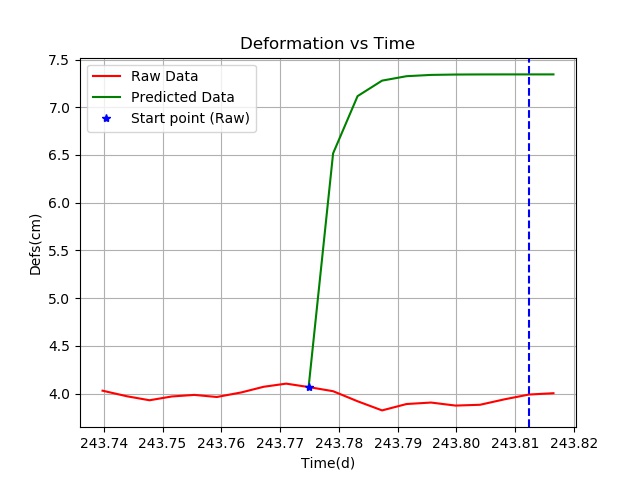 Deformation vs Time
Raw Data
Predicted Data
Start point (Raw)
7.5
7.0
6.5
6.0
5.5
5.0
4.5
4.0
Defs(cm)
243.74 243.75 243.76 243.77 243.78 243.79 243.80 243.81 243.82
Time(d)